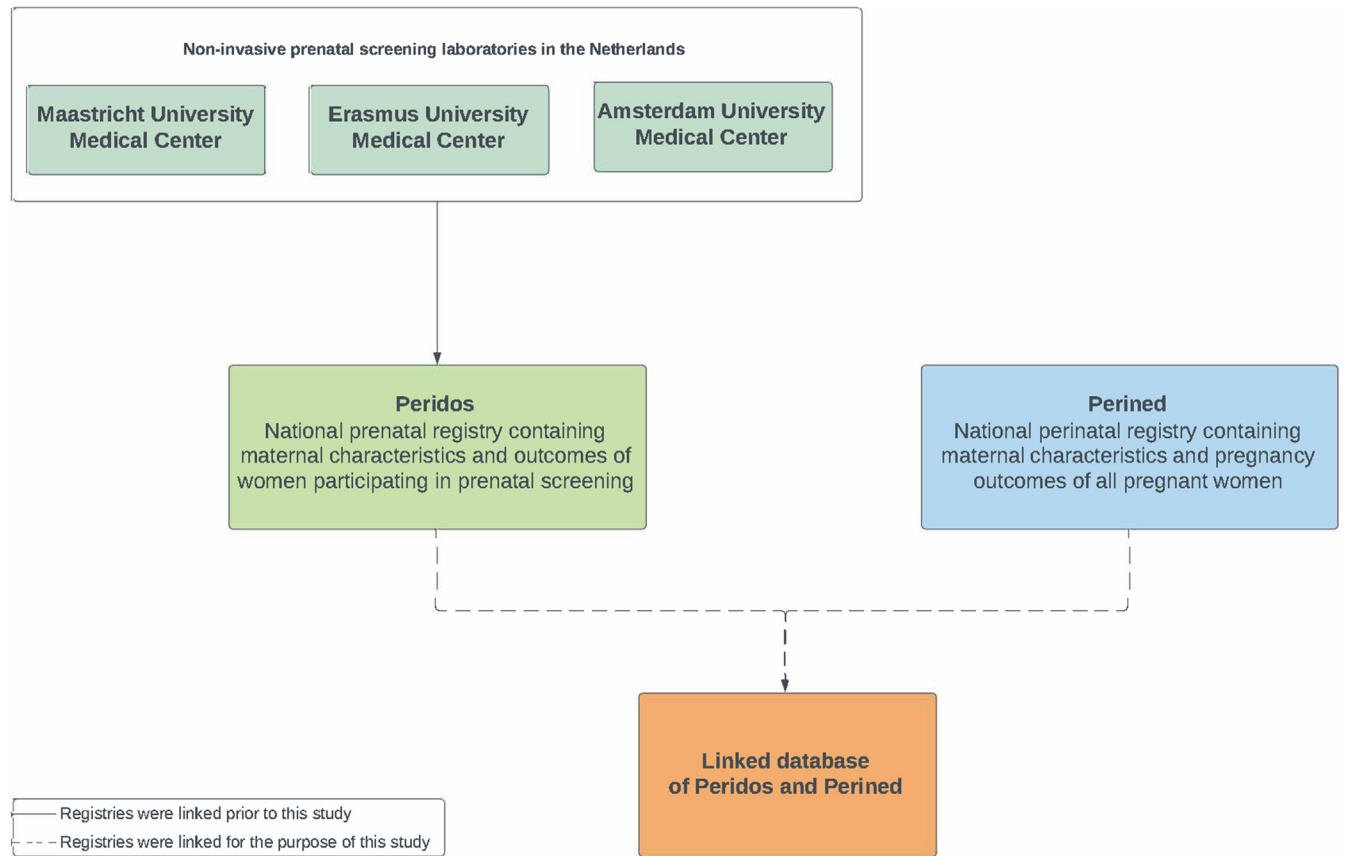 Non-invasive prenatal screening laboratories in the Netherlands
Maastricht University
Medical Center
Erasmus University
Medical Center
Amsterdam University
Medical Center
Peridos
National prenatal registry containing
maternal characteristics and outcomes of
women participating in prenatal screening
Perined
National perinatal registry containing
maternal characteristics and pregnancy
outcomes of all pregnant women
Linked database
of Peridos and Perined
Registries were linked prior to this study
Registries were linked for the purpose of this study